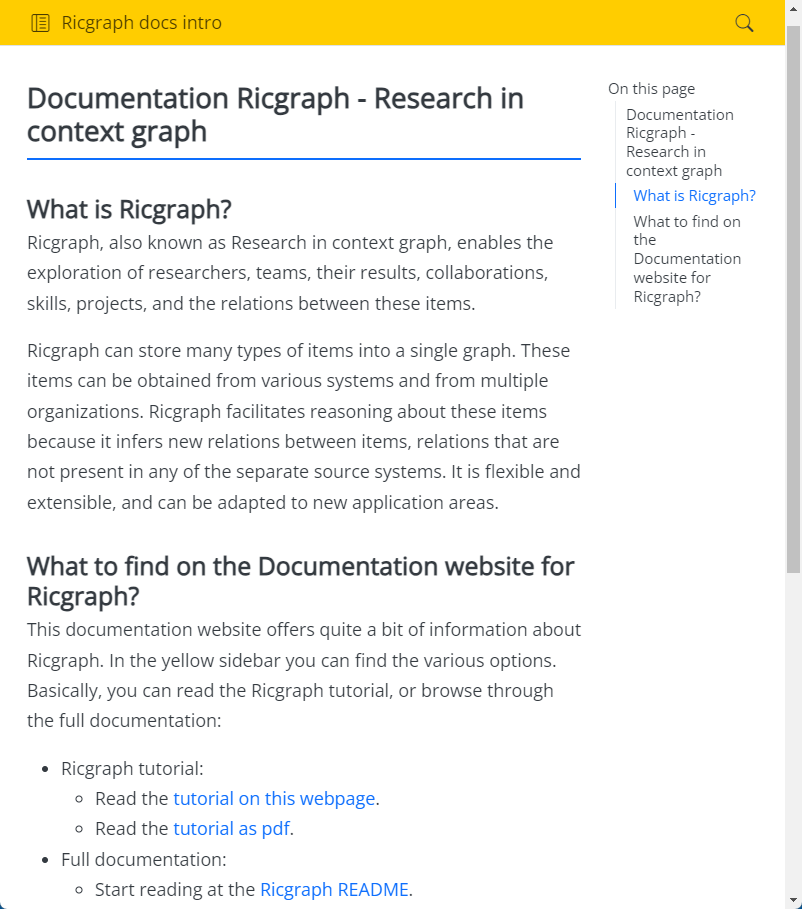 Ricgraph docs intro
Documentation Ricgraph - Research in
context graph
What is Ricgraph?
Ricgraph, also known as Research in context graph, enables the
exploration of researchers, teams, their results, collaborations,
skills, projects, and the relations between these items.
Ricgraph can store many types of items into a single graph. These
items can be obtained from various systems and from multiple
organizations. Ricgraph facilitates reasoning about these items
because it infers new relations between items, relations that are
not present in any of the separate source systems. It is flexible and
extensible, and can be adapted to new application areas.
What to find on the Documentation website for
Ricgraph?
This documentation website offers quite a bit of information about
Ricgraph. In the yellow sidebar you can find the various options.
Basically, you can read the Ricgraph tutorial, or browse through
the full documentation:
• Ricgraph tutorial:
◦ Read the tutorial on this webpage.
◦ Read the tutorial as pdf.
• Full documentation:
◦ Start reading at the Ricgraph README.
On this page
Documentation
Ricgraph -
Research in
context graph
What is Ricgraph?
What to find on
the
Documentation
website for
Ricgraph?